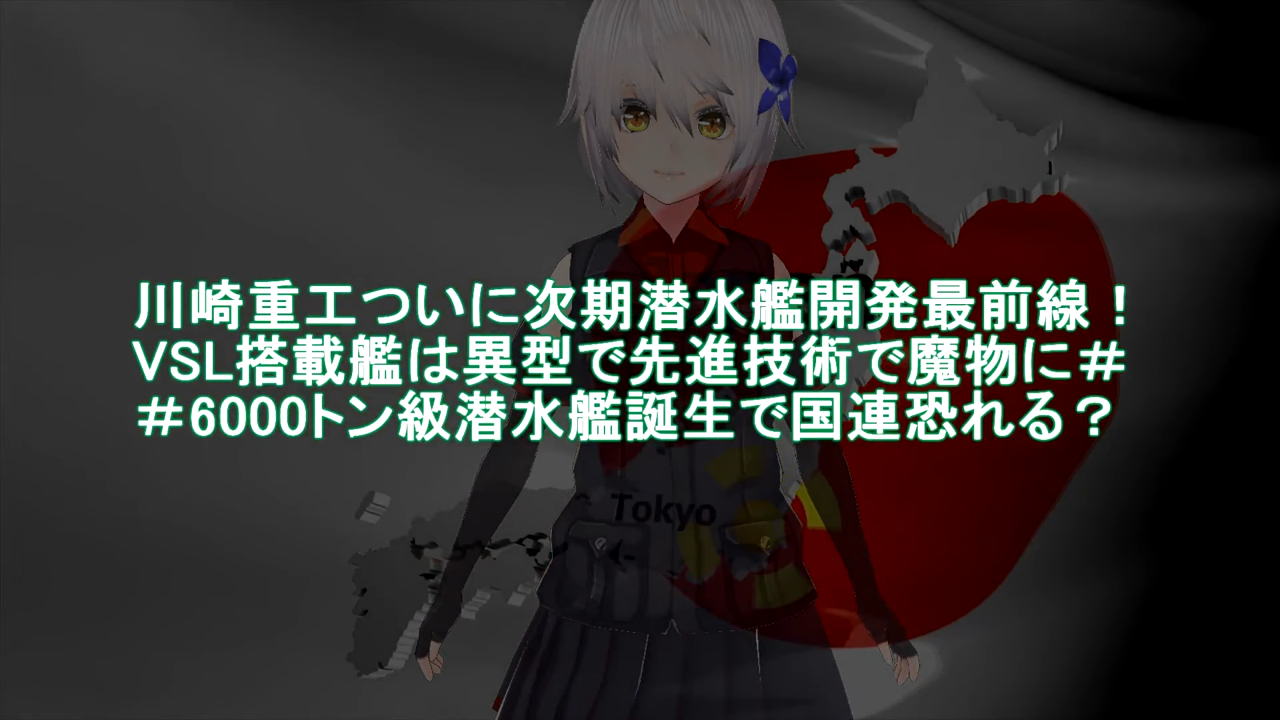 川崎重工ついに次期潜水艦開発最前線！
VSL搭載艦は異型で先進技術で魔物に＃
＃6000トン級潜水艦誕生で国連恐れる？
Tokyo